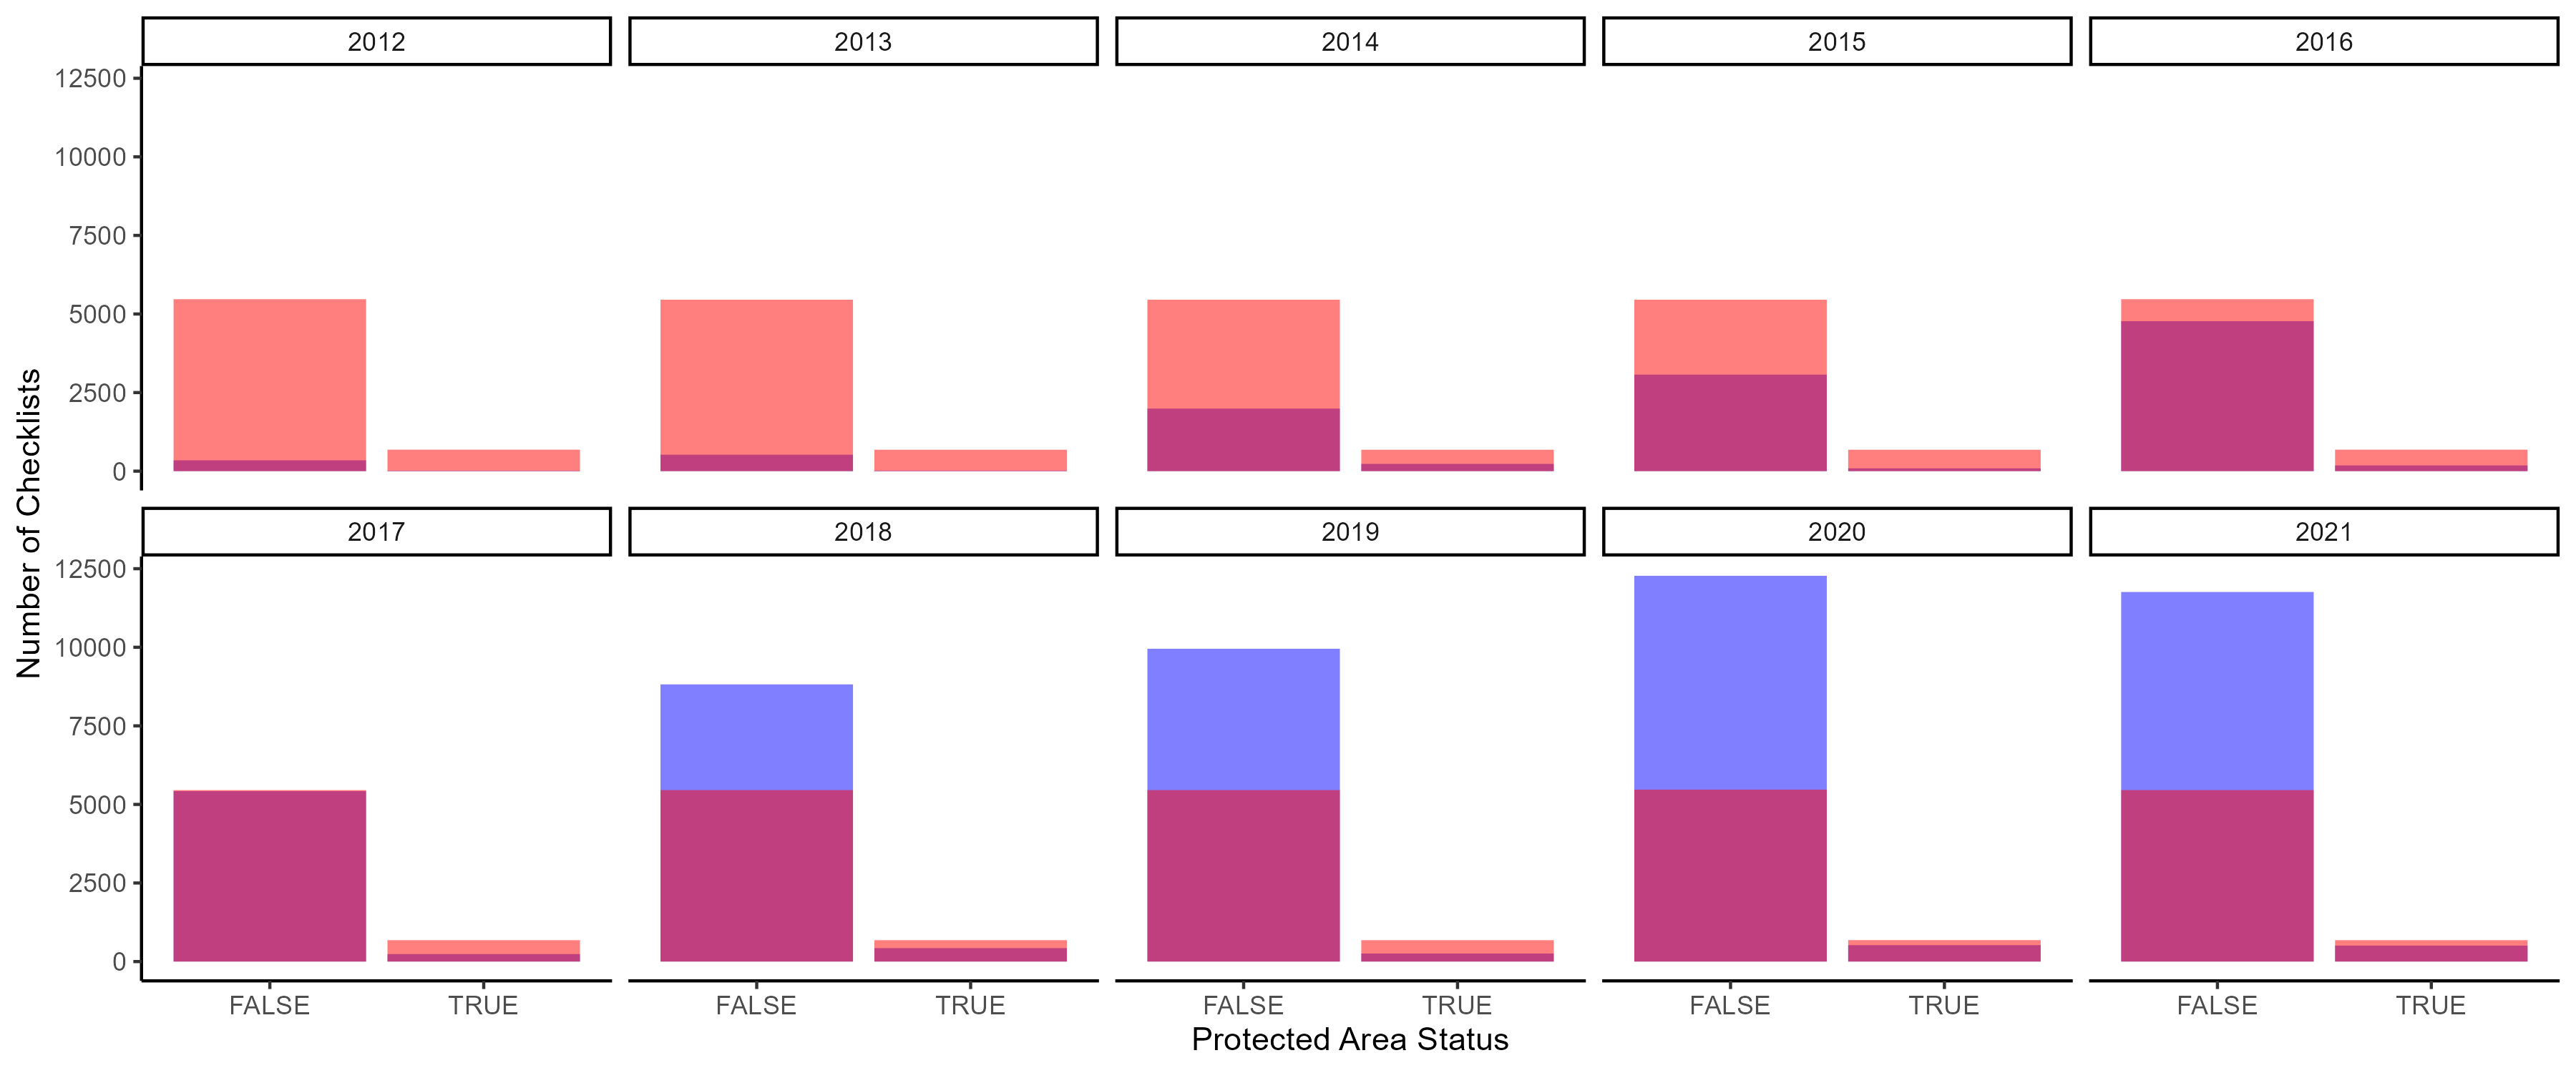 2012 2013 2014 2015 2016
12500
10000
7500
5000
2500
0
Number of Checklists
2017 2018 2019 2020 2021
12500
10000
7500
5000
2500
0
FALSE TRUE FALSE TRUE FALSE TRUE FALSE TRUE FALSE TRUE
Protected Area Status